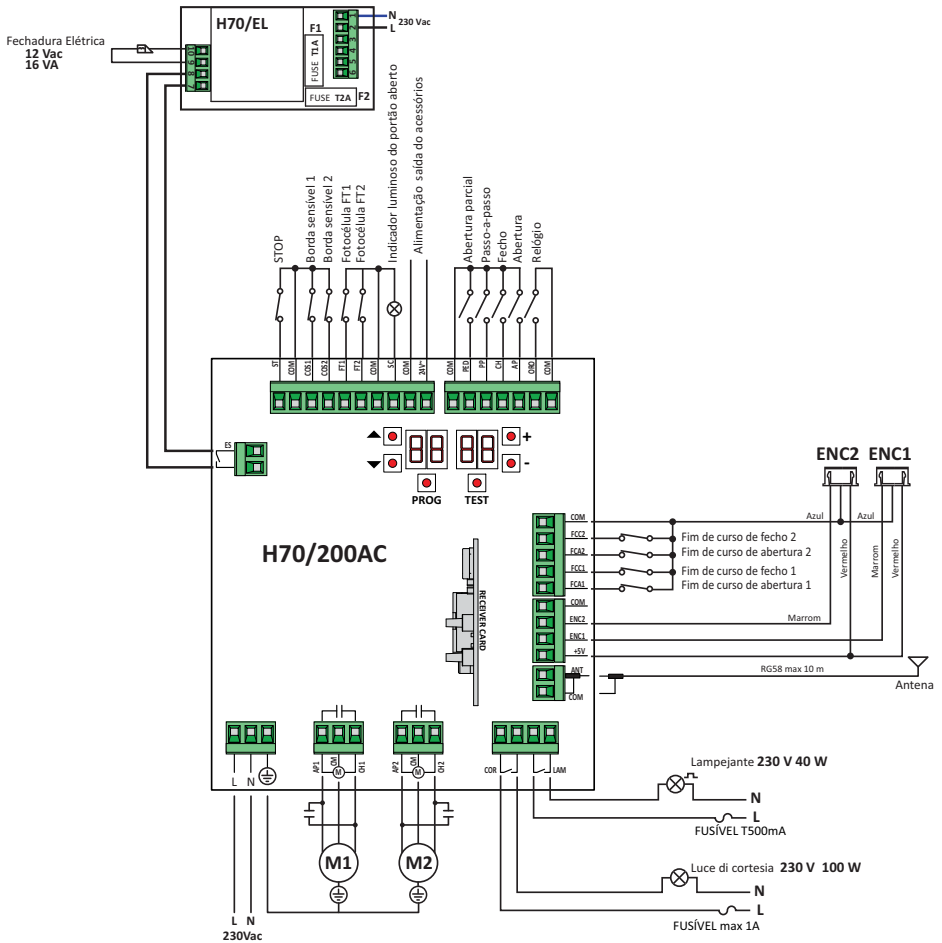 H70/EL
F1
FUSE T1A
FUSE T2A
F2
1
2
3
4
5
6
10
9
8
7
N
L
230 Vac
Fechadura Elétrica
12 Vac
16 VA
STOP
Borda sensível 1
Borda sensível 2
Fotocélula FT1
Fotocélula FT2
Indicador luminoso do portão aberto
Alimentação saída do acessórios
Abertura parcial
Passo-a-passo
Fecho
Abertura
Relógio
ST
COM
COS1
COS2
FT1
FT2
COM
SC
COM
24V~
COM
PED
PP
CH
AP
ORO
COM
ES
+
-
PROG
TEST
H70/200AC
RECEIVER CARD
ENC2
ENC1
Azul
Azul
Vermelho
Marrom
Vermelho
COM
FCC2
FCA2
FCC1
FCA1
COM
ENC2
ENC1
+5V
ANT
COM
Fim de curso de fecho 2
Fim de curso de abertura 2
Fim de curso de fecho 1
Fim de curso de abertura 1
Marrom
RG58 max 10 m
Antena
L
N
AP1
CM
CH1
M
AP2
CM
CH2
M
COR
LAM
M1
M2
L N
230Vac
Lampejante 230 V 40 W
N
L
FUSÍVEL T500mA
Luce di cortesia 230 V 100 W
N
L
FUSÍVEL max 1A